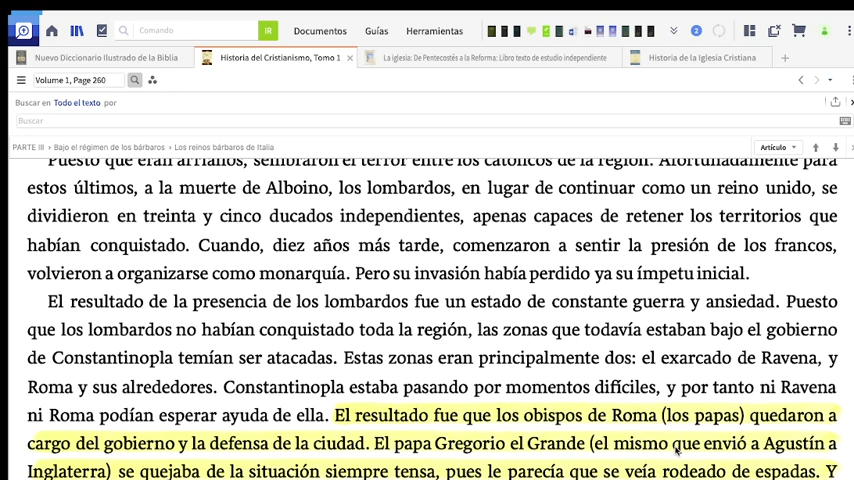 Comando
IR
Documentos
Guías
Herramientas
2
Nuevo Diccionario Ilustrado de la Biblia
Historia del Cristianismo, Tomo 1
La iglesia: De Pentecostés a la Reforma: Libro texto de estudio independiente
Historia de la Iglesia Cristiana
Volume 1, Page 260
Buscar en Todo el texto por
Buscar
PARTE III > Bajo el régimen de los bárbaros > Los reinos bárbaros de Italia
Artículo
Puesto que eran arrianos, sembraron el terror entre los católicos de la región. Afortunadamente para
estos últimos, a la muerte de Alboino, los lombardos, en lugar de continuar como un reino unido, se
dividieron en treinta y cinco ducados independientes, apenas capaces de retener los territorios que
habían conquistado. Cuando, diez años más tarde, comenzaron a sentir la presión de los francos,
volvieron a organizarse como monarquía. Pero su invasión había perdido ya su ímpetu inicial.
El resultado de la presencia de los lombardos fue un estado de constante guerra y ansiedad. Puesto
que los lombardos no habían conquistado toda la región, las zonas que todavía estaban bajo el gobierno
de Constantinopla temían ser atacadas. Estas zonas eran principalmente dos: el exarcado de Ravena, y
Roma y sus alrededores. Constantinopla estaba pasando por momentos difíciles, y por tanto ni Ravena
ni Roma podían esperar ayuda de ella. El resultado fue que los obispos de Roma (los papas) quedaron a
cargo del gobierno y la defensa de la ciudad. El papa Gregorio el Grande (el mismo que envió a Agustín a
Inglaterra) se quejaba de la situación siempre tensa, pues le parecía que se veía rodeado de espadas. Y